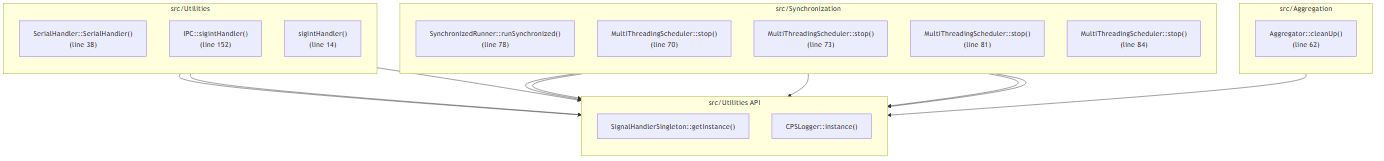 src/Utilities
SerialHandler::SerialHandler()
(line 38)
IPC::sigintHandler()
(line 152)
sigintHandler()
(line 14)
src/Synchronization
SynchronizedRunner::runSynchronized()
(line 78)
MultiThreadingScheduler::stop()
(line 70)
MultiThreadingScheduler::stop()
(line 73)
MultiThreadingScheduler::stop()
(line 81)
MultiThreadingScheduler::stop()
(line 84)
src/Aggregation
Aggregator::cleanUp()
(line 62)
src/Utilities API
SignalHandlerSingleton::getInstance()
CPSLogger::instance()